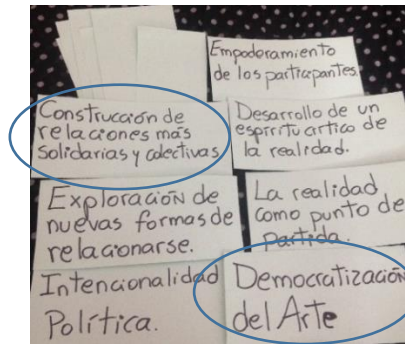 Empoderamiento
de los participantes.
Construcción de
relaciones más
solidarias y colectivas
Desarrollo de un
espíritu crítico de
la realidad.
Exploración de
nuevas formas de
relacionarse.
La realidad
como punto de
partida.
Intencionalidad
Política.
Democratización
del Arte